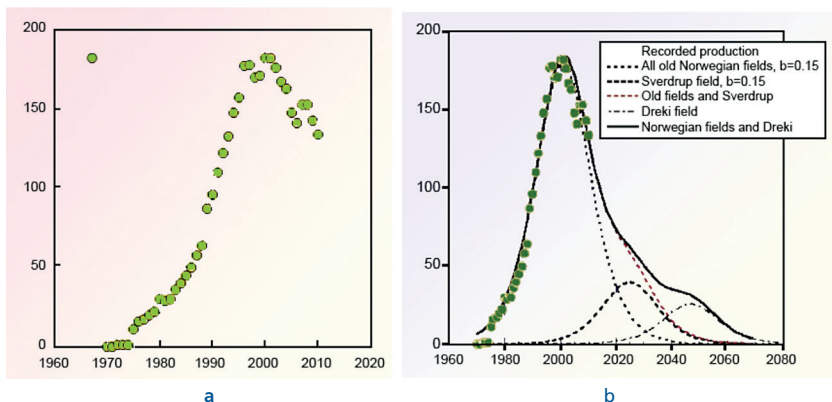 200
150
100
50
0
1960 1970 1980 1990 2000 2010 2020
a
200
150
100
50
0
1960 1980 2000 2020 2040 2060 2080
Recorded production
All old Norwegian fields, b=0.15
Sverdrup field, b=0.15
Old fields and Sverdrup
Dreki field
Norwegian fields and Dreki
b